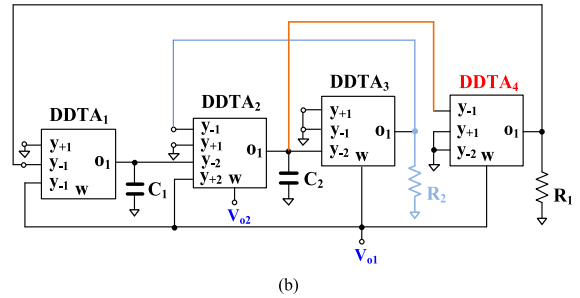 DDTA1
y+1
y-1
y-1
w
o1
C1
DDTA2
y-1
y+1
y-2
y+2
w
o1
Vo2
C2
DDTA3
y+1
y-1
y-2
w
o1
R2
Vo1
DDTA4
y-1
y+1
y-2
w
o1
R1
(b)